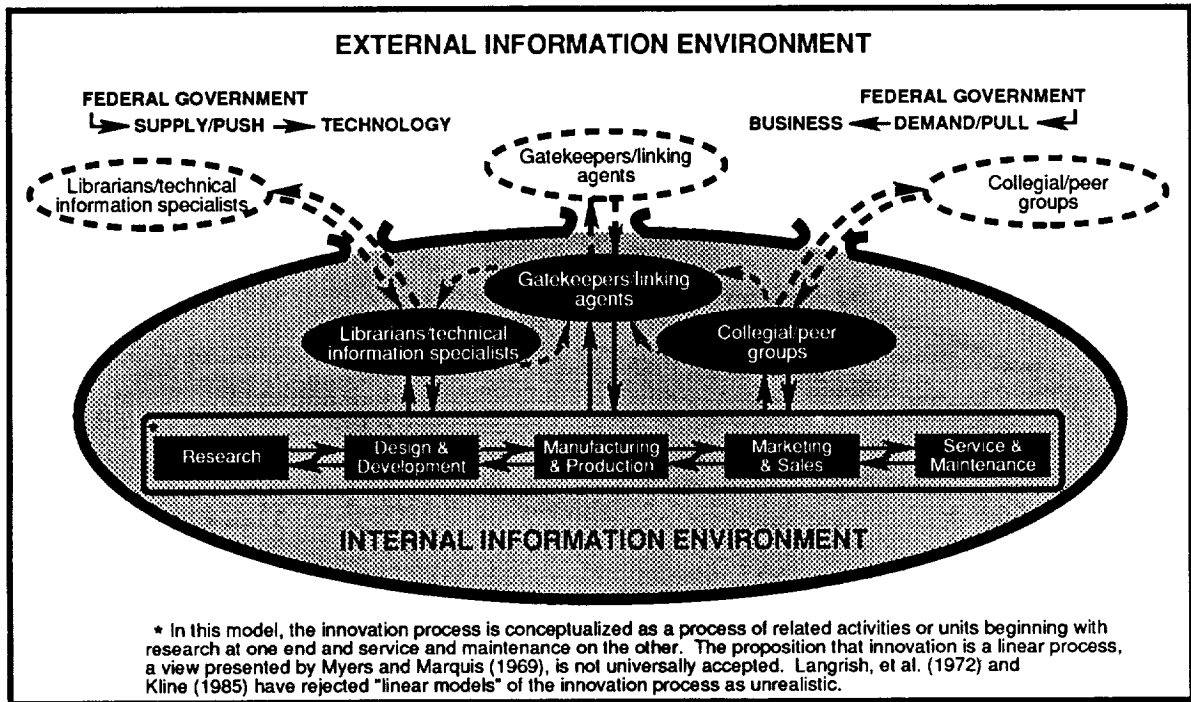 EXTERNAL INFORMATION ENVIRONMENT
FEDERAL GOVERNMENT
SUPPLY/PUSH
TECHNOLOGY
FEDERAL GOVERNMENT
BUSINESS
DEMAND/PULL
Librarians/technical
information specialists
Gatekeepers/linking
agents
Collegial/peer
groups
Gatekeepers/linking
agents
Librarians/technical
information specialists
Collegial/peer
groups
*
Research
Design &
Development
Manufacturing
& Production
Marketing
& Sales
Service &
Maintenance
INTERNAL INFORMATION ENVIRONMENT
* In this model, the innovation process is conceptualized as a process of related activities or units beginning with
research at one end and service and maintenance on the other. The proposition that innovation is a linear process,
a view presented by Myers and Marquis (1969), is not universally accepted. Langrish, et al. (1972) and
Kline (1985) have rejected "linear models" of the innovation process as unrealistic.